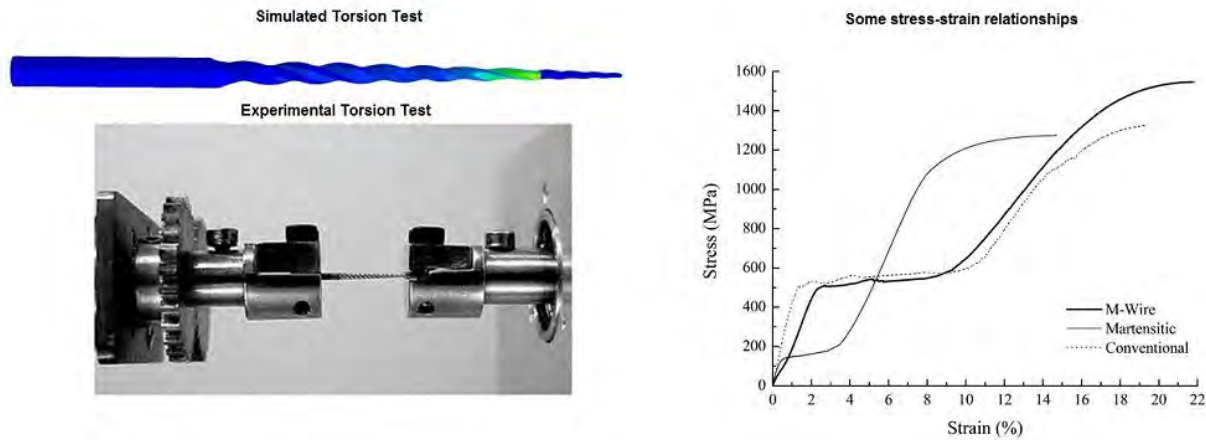 Simulated Torsion Test
Experimental Torsion Test
Some stress-strain relationships
1600
1400
1200
1000
800
600
400
200
0
Stress (MPa)
M-Wire
Martensitic
Conventional
0 2 4 6 8 10 12 14 16 18 20 22
Strain (%)